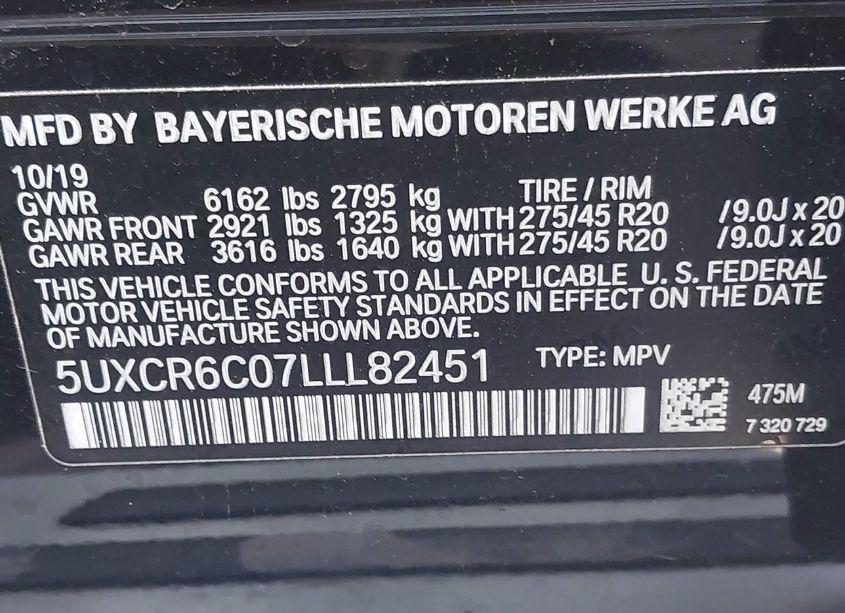 MFD BY BAYERISCHE MOTOREN WERKE AG
10/19
GVWR 6162 lbs 2795 kg TIRE / RIM
GAWR FRONT 2921 lbs 1325 kg WITH 275/45 R20 /9.0J x 20
GAWR REAR 3616 lbs 1640 kg WITH 275/45 R20 /9.0J x 20
THIS VEHICLE CONFORMS TO ALL APPLICABLE U. S. FEDERAL
MOTOR VEHICLE SAFETY STANDARDS IN EFFECT ON THE DATE
OF MANUFACTURE SHOWN ABOVE.
5UXCR6C07LLL82451 TYPE: MPV
475M
7 320 729